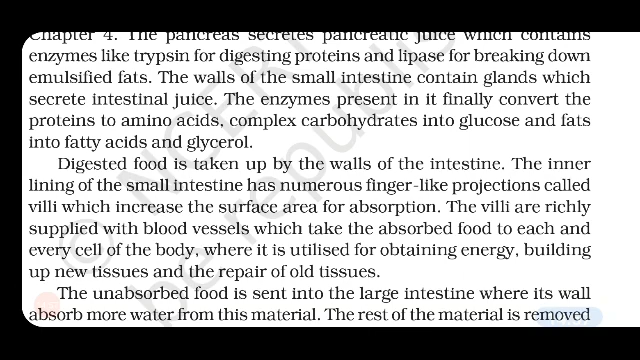 Chapter 4. The pancreas secretes pancreatic juice which contains
enzymes like trypsin for digesting proteins and lipase for breaking down
emulsified fats. The walls of the small intestine contain glands which
secrete intestinal juice. The enzymes present in it finally convert the
proteins to amino acids, complex carbohydrates into glucose and fats
into fatty acids and glycerol.
Digested food is taken up by the walls of the intestine. The inner
lining of the small intestine has numerous finger-like projections called
villi which increase the surface area for absorption. The villi are richly
supplied with blood vessels which take the absorbed food to each and
every cell of the body, where it is utilised for obtaining energy, building
up new tissues and the repair of old tissues.
The unabsorbed food is sent into the large intestine where its wall
absorb more water from this material. The rest of the material is removed
© NCERT
be republis